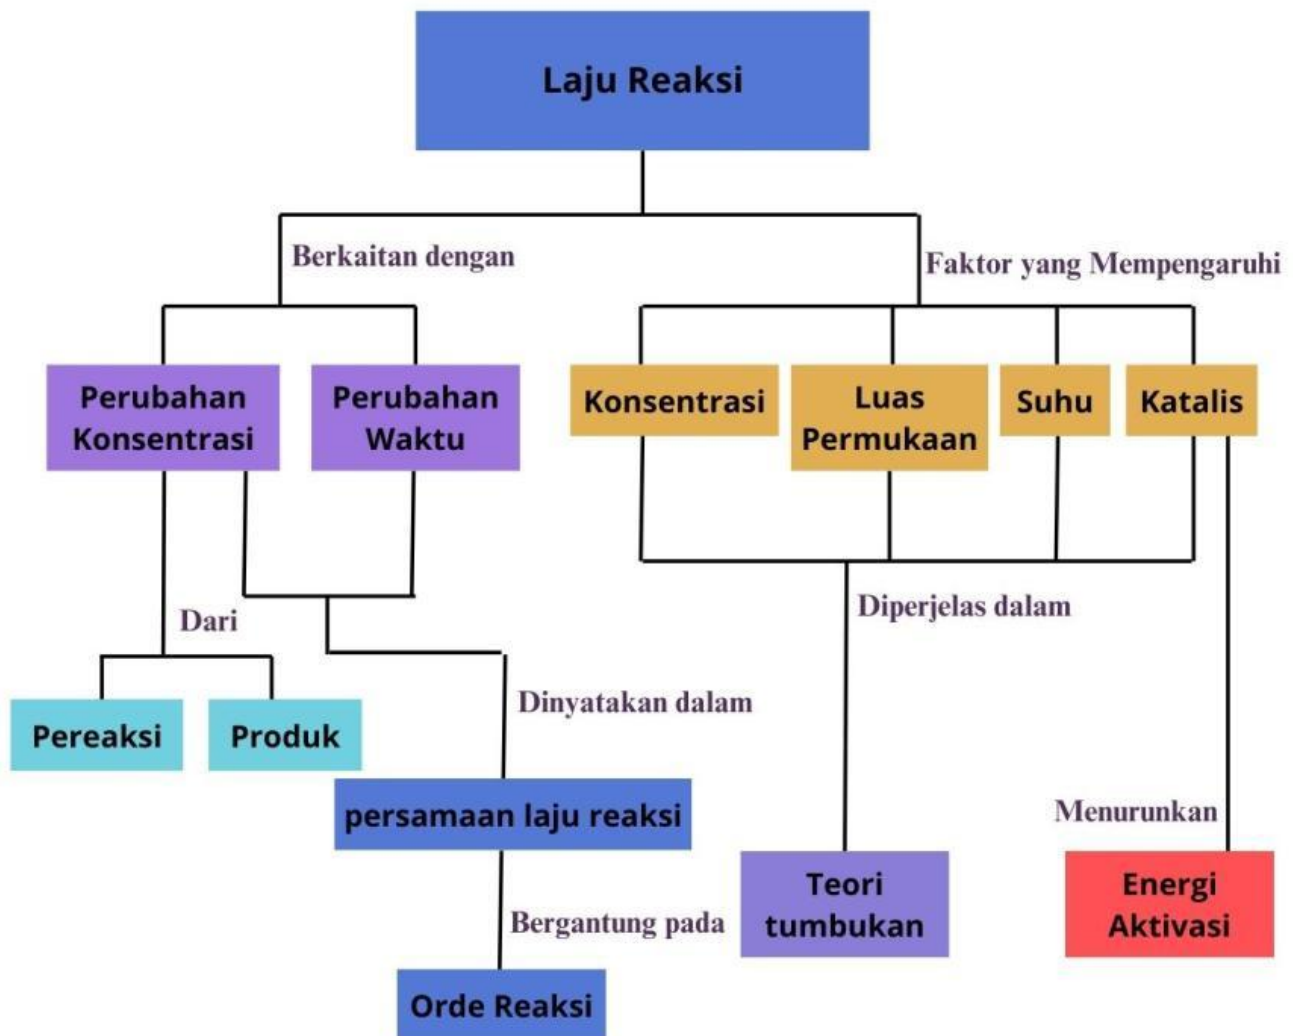 Laju Reaksi
Berkaitan dengan
Faktor yang Mempengaruhi
Perubahan
Konsentrasi
Perubahan
Waktu
Konsentrasi
Luas
Permukaan
Suhu
Katalis
Dari
Diperjelas dalam
Pereaksi
Produk
Dinyatakan dalam
persamaan laju reaksi
Menurunkan
Teori
tumbukan
Energi
Aktivasi
Bergantung pada
Orde Reaksi